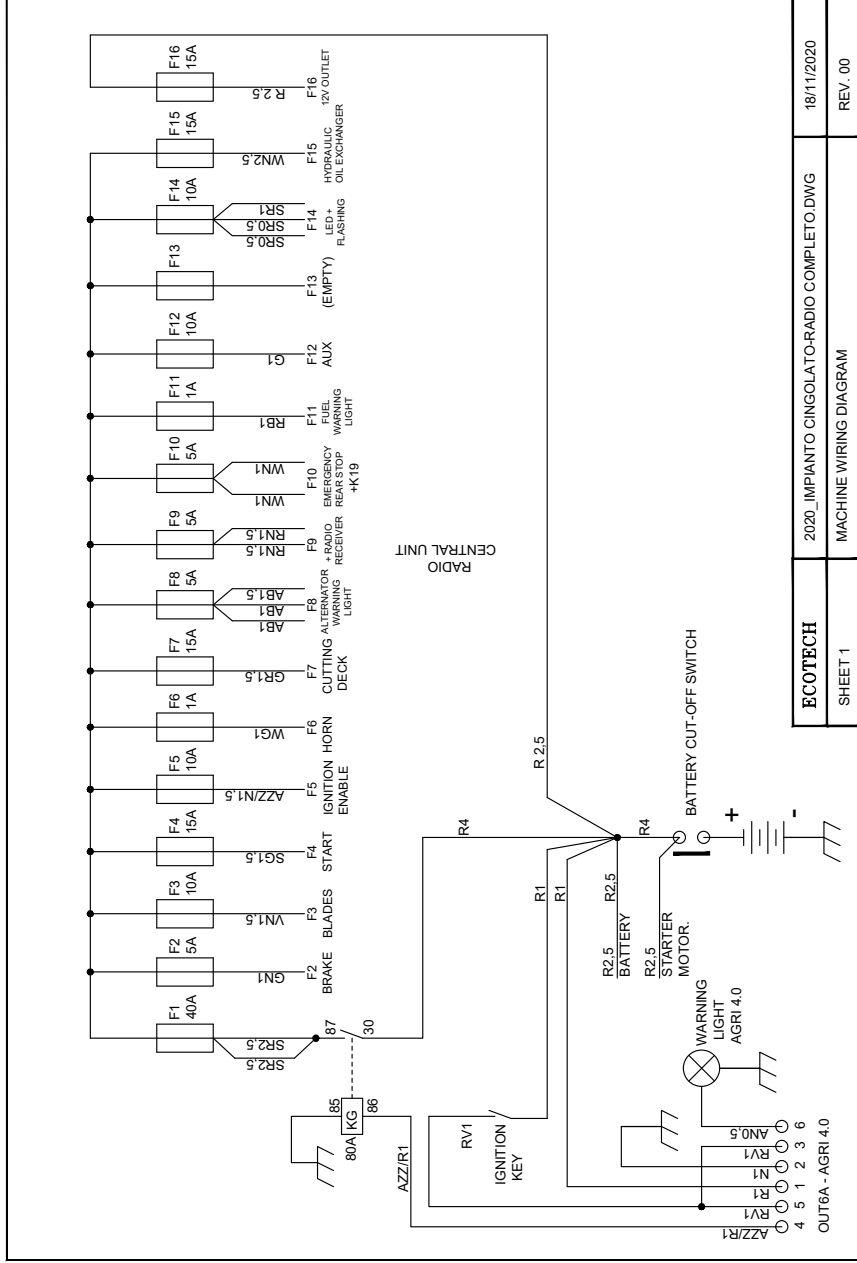 F1
40A
F2
5A
F3
10A
F4
15A
F5
10A
F6
1A
F7
15A
F8
5A
F9
5A
F10
5A
F11
1A
F12
10A
F13
F14
10A
F15
15A
F16
15A
SR2,5
SR2,5
GN1
VN1,5
SG1,5
AZZ/N1,5
WG1
GR1,5
AB1
AB1
AB1,5
RN1,5
RN1,5
WN1
WN1
RB1
G1
SR0,5
SR0,5
SR1
WN2,5
R 2,5
F2
BRAKE
F3
BLADES
F4
START
F5
IGNITION
ENABLE
F6
HORN
F7
CUTTING
DECK
F8
ALTERNATOR
WARNING
LIGHT
F9
+ RADIO
RECEIVER
F10
EMERGENCY
REAR STOP
+K19
F11
FUEL
WARNING
LIGHT
F12
AUX
F13
(EMPTY)
F14
LED +
FLASHING
F15
HYDRAULIC
OIL EXCHANGER
F16
12V OUTLET
RADIO
CENTRAL UNIT
87
30
85
86
KG
80A
AZZ/R1
RV1
IGNITION
KEY
R4
R 2,5
R1
R1
R2,5
R4
R2,5
BATTERY
R2,5
STARTER
MOTOR.
BATTERY CUT-OFF SWITCH
+
-
WARNING
LIGHT
AGRI 4.0
AZZ/R1
RV1
R1
N1
RV1
AN0,5
4 5 1 2 3 6
OUT6A - AGRI 4.0
ECOTECH
2020_IMPIANTO CINGOLATO-RADIO COMPLETO.DWG
18/11/2020
SHEET 1
MACHINE WIRING DIAGRAM
REV. 00